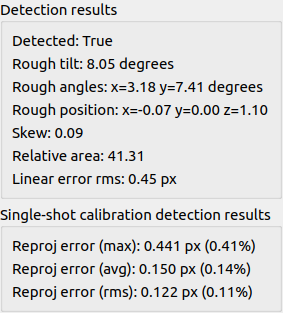 Detection results
Detected: True
Rough tilt: 8.05 degrees
Rough angles: x=3.18 y=7.41 degrees
Rough position: x=-0.07 y=0.00 z=1.10
Skew: 0.09
Relative area: 41.31
Linear error rms: 0.45 px
Single-shot calibration detection results
Reproj error (max): 0.441 px (0.41%)
Reproj error (avg): 0.150 px (0.14%)
Reproj error (rms): 0.122 px (0.11%)